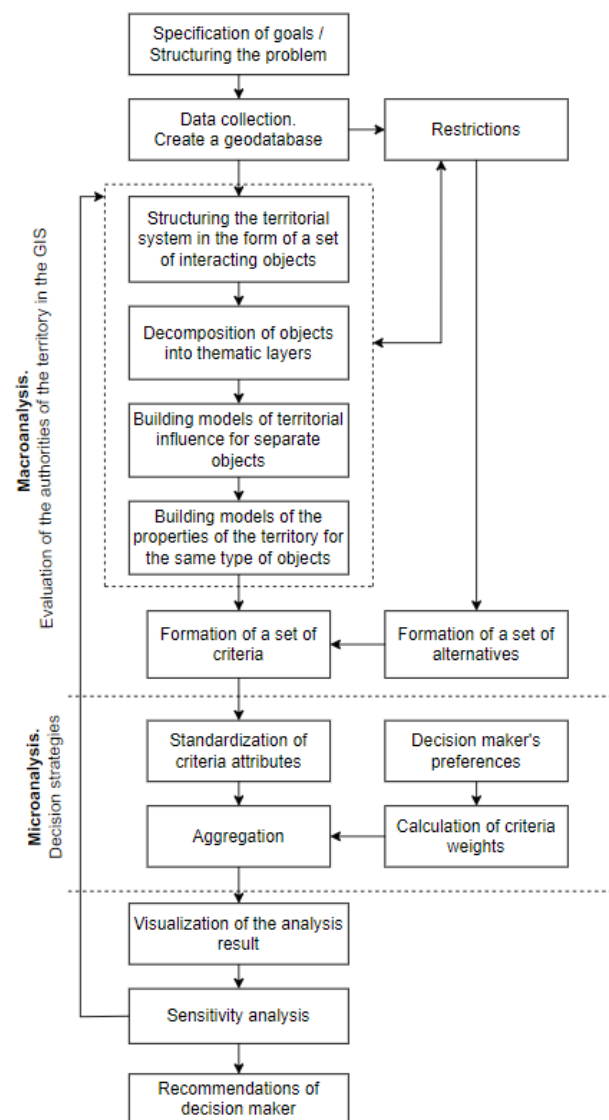 Specification of goals /
Structuring the problem
Data collection.
Create a geodatabase
Restrictions
Structuring the territorial
system in the form of a set
of interacting objects
Decomposition of objects
into thematic layers
Building models of territorial
influence for separate
objects
Building models of the
properties of the territory for
the same type of objects
Macroanalysis.
Evaluation of the authorities of the territory in the GIS
Formation of a set of
criteria
Formation of a set of
alternatives
Microanalysis.
Decision strategies
Standardization of
criteria attributes
Decision maker's
preferences
Aggregation
Calculation of criteria
weights
Visualization of the analysis
result
Sensitivity analysis
Recommendations of
decision maker